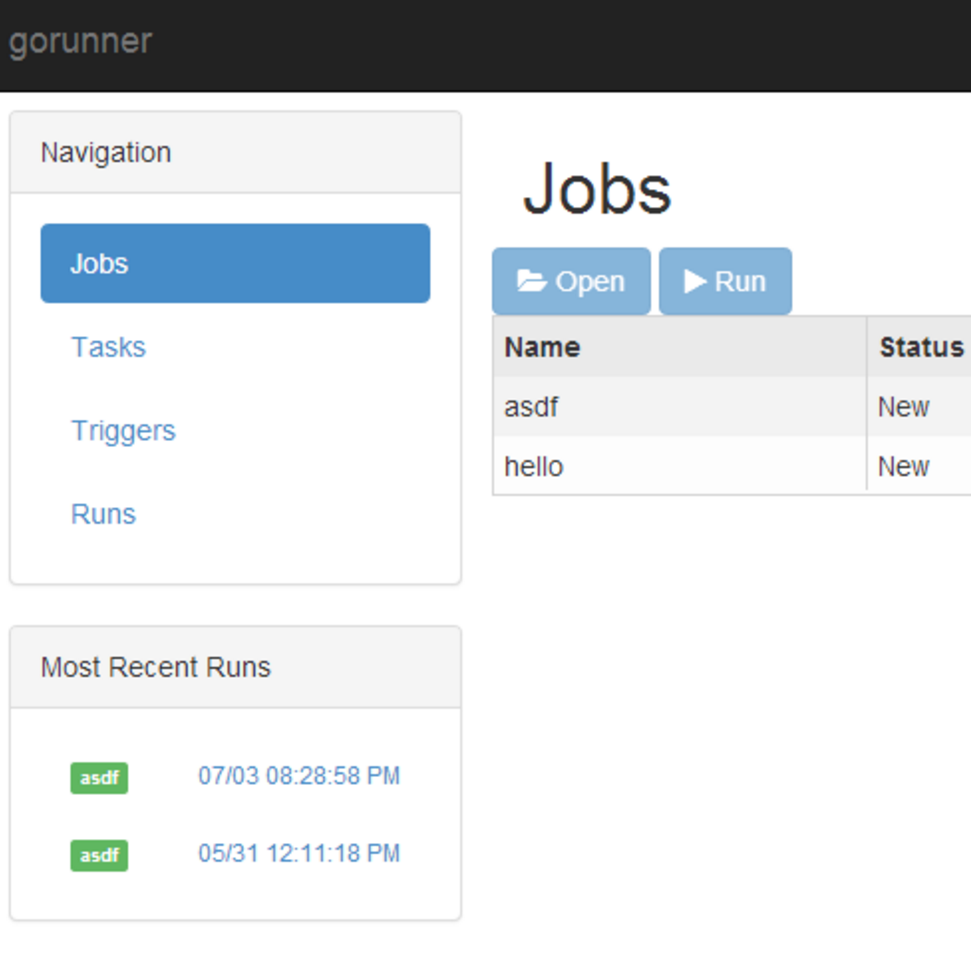 gorunner
Navigation
Jobs
Tasks
Triggers
Runs
Most Recent Runs
asdf 07/03 08:28:58 PM
asdf 05/31 12:11:18 PM
Jobs
Open Run
Name Status
asdf New
hello New